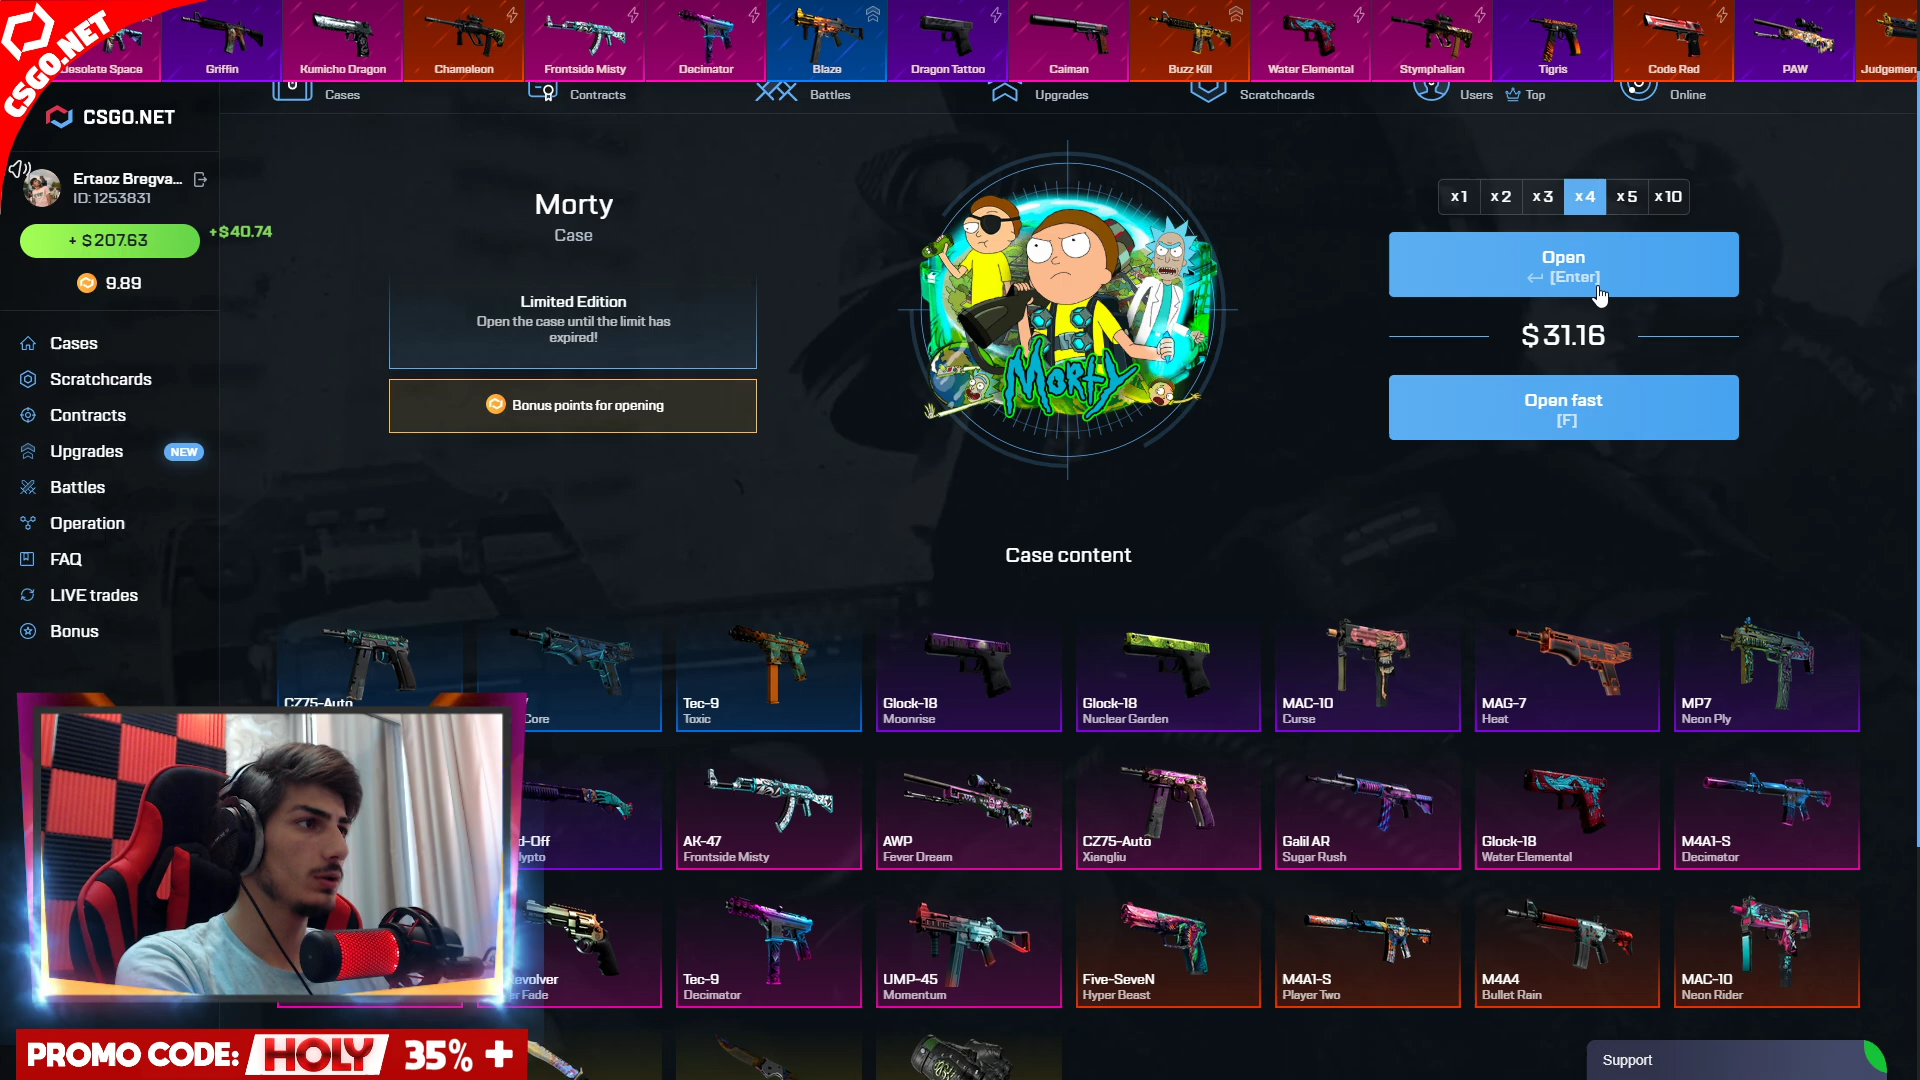 CSGO.NET
Desolate Space
Griffin
Kumicho Dragon
Chameleon
Frontside Misty
Decimator
Blaze
Dragon Tattoo
Caiman
Buzz Kill
Water Elemental
Stymphalian
Tigris
Code Red
PAW
Judgemen
Cases
Contracts
Battles
Upgrades
Scratchcards
Users
Top
Online
CSGO.NET
Ertaoz Bregva...
ID: 1253831
+ $207.63
+$40.74
9.89
Cases
Scratchcards
Contracts
Upgrades NEW
Battles
Operation
FAQ
LIVE trades
Bonus
Morty
Case
Limited Edition
Open the case until the limit has
expired!
Bonus points for opening
MORTY
x1 x2 x3 x4 x5 x10
Open
[Enter]
$31.16
Open fast
[F]
Case content
CZ75-Auto
Core
Tec-9
Toxic
Glock-18
Moonrise
Glock-18
Nuclear Garden
MAC-10
Curse
MAG-7
Heat
MP7
Neon Ply
d-Off
lypto
AK-47
Frontside Misty
AWP
Fever Dream
CZ75-Auto
Xiangliu
Galil AR
Sugar Rush
Glock-18
Water Elemental
M4A1-S
Decimator
evolver
er Fade
Tec-9
Decimator
UMP-45
Momentum
Five-SeveN
Hyper Beast
M4A1-S
Player Two
M4A4
Bullet Rain
MAC-10
Neon Rider
PROMO CODE: HOLY 35% +
Support